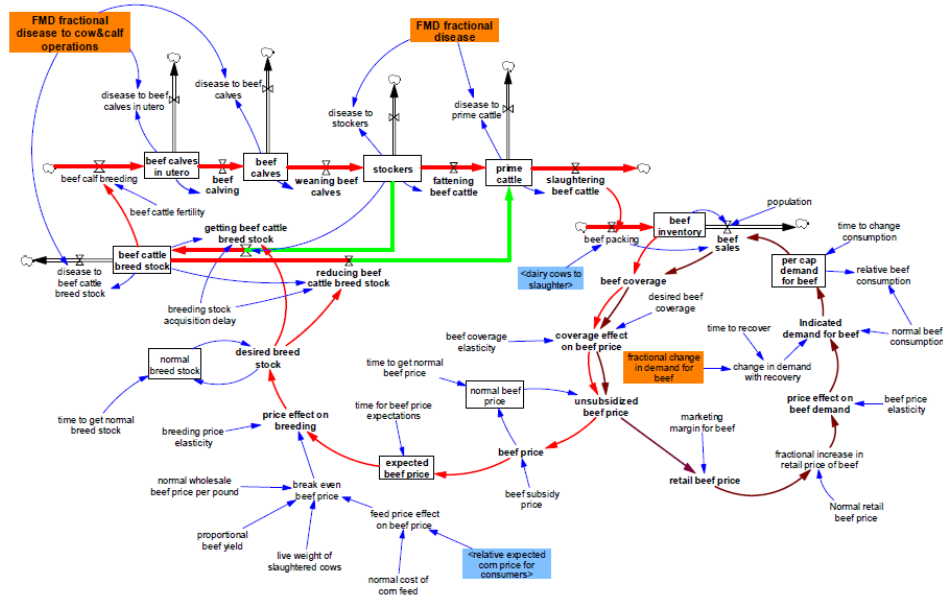 FMD fractional
disease to cow&calf
operations
FMD fractional
disease
disease to beef
calves in utero
disease to beef
calves
disease to
stockers
disease to
prime cattle
beef calves
in utero
beef
calves
stockers
prime
cattle
beef calf breeding
beef
calving
weaning beef
calves
fattening
beef cattle
slaughtering
beef cattle
beef cattle fertility
getting beef cattle
breed stock
beef cattle
breed stock
disease to
beef cattle
breed stock
reducing beef
cattle breed stock
breeding stock
acquisition delay
population
beef
inventory
beef packing
beef
sales
time to change
consumption
<dairy cows to
slaughter>
beef coverage
per cap
demand
for beef
relative beef
consumption
desired beef
coverage
beef coverage
elasticity
coverage effect
on beef price
time to recover
Indicated
demand for beef
normal beef
consumption
normal
breed stock
desired breed
stock
time to get normal
beef price
fractional change
in demand for
beef
change in demand
with recovery
normal beef
price
unsubsidized
beef price
price effect on
beef demand
beef price
elasticity
time to get normal
breed stock
breeding price
elasticity
price effect on
breeding
time for beef price
expectations
marketing
margin for beef
expected
beef price
beef price
retail beef price
fractional increase in
retail price of beef
normal wholesale
beef price per pound
break even
beef price
feed price effect
on beef price
beef subsidy
price
Normal retail
beef price
proportional
beef yield
live weight of
slaughtered cows
<relative expected
corn price for
consumers>
normal cost of
corn feed